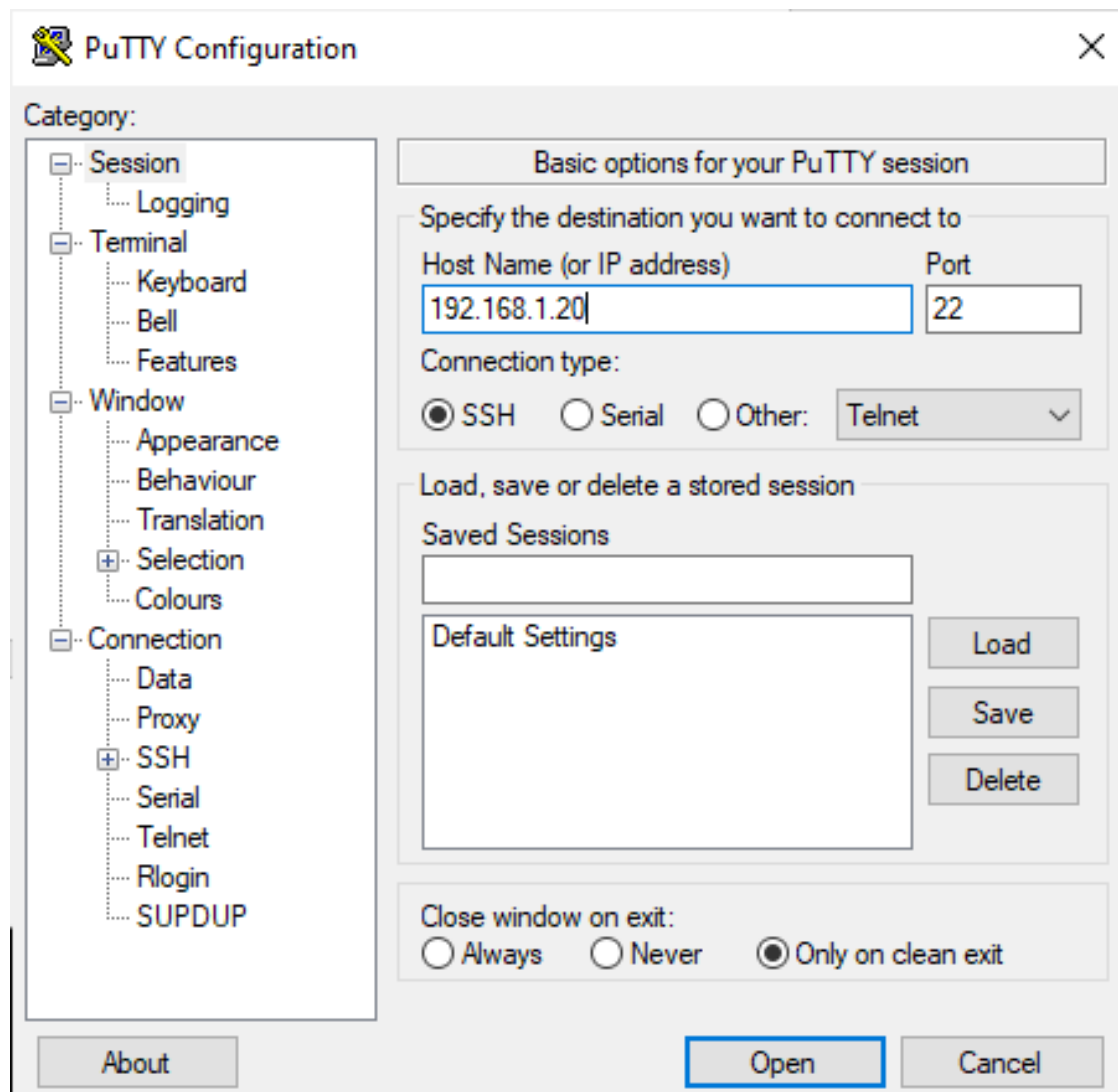 PuTTY Configuration
Category:
Session
Logging
Terminal
Keyboard
Bell
Features
Window
Appearance
Behaviour
Translation
Selection
Colours
Connection
Data
Proxy
SSH
Serial
Telnet
Rlogin
SUPDUP
Basic options for your PuTTY session
Specify the destination you want to connect to
Host Name (or IP address) Port
192.168.1.20 22
Connection type:
SSH Serial Other: Telnet
Load, save or delete a stored session
Saved Sessions
Default Settings
Load
Save
Delete
Close window on exit:
Always Never Only on clean exit
About Open Cancel